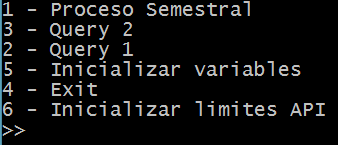 1 - Proceso Semestral
3 - Query 2
2 - Query 1
5 - Inicializar variables
4 - Exit
6 - Inicializar limites API
>>